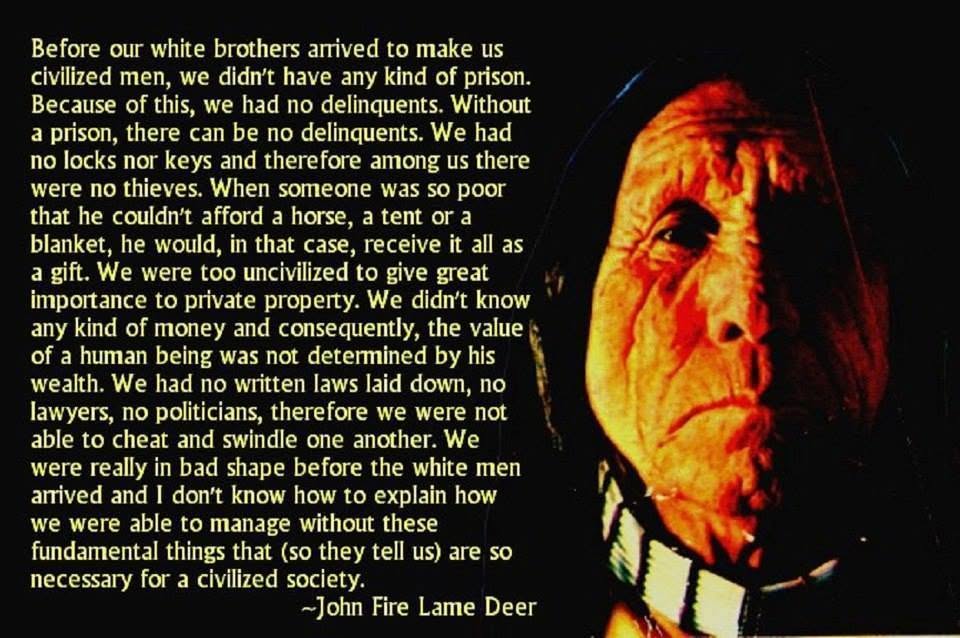 Before our white brothers arrived to make us
civilized men, we didn't have any kind of prison.
Because of this, we had no delinquents. Without
a prison, there can be no delinquents. We had
no locks nor keys and therefore among us there
were no thieves. When someone was so poor
that he couldn't afford a horse, a tent or a
blanket, he would, in that case, receive it all as
a gift. We were too uncivilized to give great
importance to private property. We didn't know
any kind of money and consequently, the value
of a human being was not determined by his
wealth. We had no written laws laid down, no
lawyers, no politicians, therefore we were not
able to cheat and swindle one another. We
were really in bad shape before the white men
arrived and I don't know how to explain how
we were able to manage without these
fundamental things that (so they tell us) are so
necessary for a civilized society.
~John Fire Lame Deer